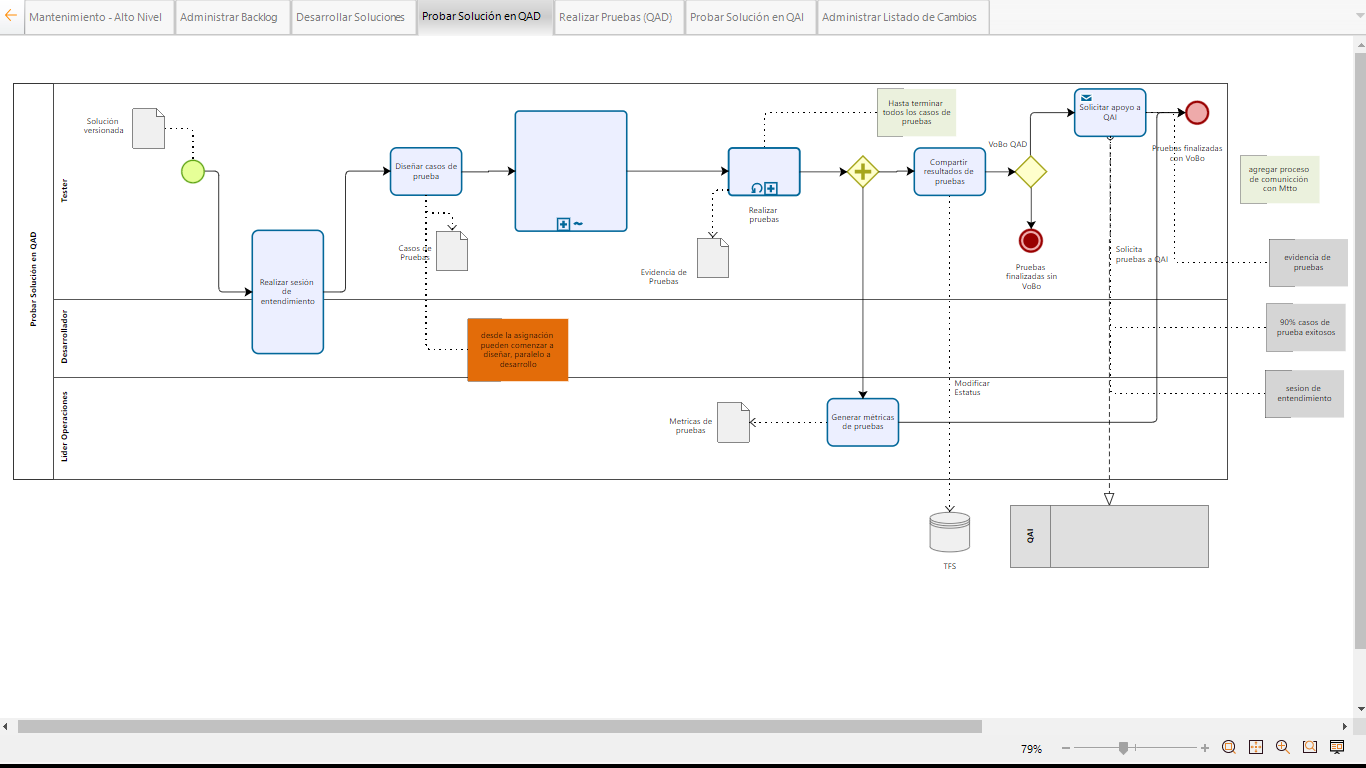 Mantenimiento - Alto Nivel
Administrar Backlog
Desarrollar Soluciones
Probar Solución en QAD
Realizar Pruebas (QAD)
Probar Solución en QAI
Administrar Listado de Cambios
Probar Solución en QAD
Tester
Solución
versionada
Realizar sesión
de
entendimiento
Diseñar casos de
prueba
Casos de
Pruebas
Realizar
pruebas
Evidencia de
Pruebas
Hasta terminar
todos los casos de
pruebas
Compartir
resultados de
pruebas
VoBo QAD
Pruebas
finalizadas sin
VoBo
Solicitar apoyo a
QAI
Pruebas finalizadas
con VoBo
Solicita
pruebas a QAI
agregar proceso
de comunicción
con Mtto
evidencia de
pruebas
90% casos de
prueba exitosos
sesion de
entendimiento
Desarrollador
desde la asignación
pueden comenzar a
diseñar, paralelo a
desarrollo
Lider Operaciones
Metricas de
pruebas
Generar métricas
de pruebas
Modificar
Estatus
TFS
QAI
79%